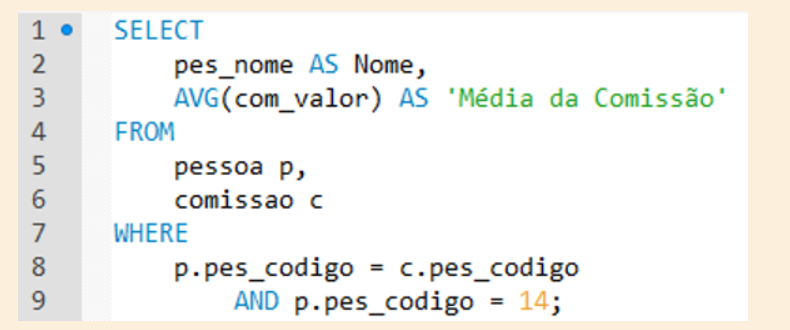 1 SELECT
2 pes_nome AS Nome,
3 AVG(com_valor) AS 'Média da Comissão'
4 FROM
5 pessoa p,
6 comissao c
7 WHERE
8 p.pes_codigo = c.pes_codigo
9 AND p.pes_codigo = 14;